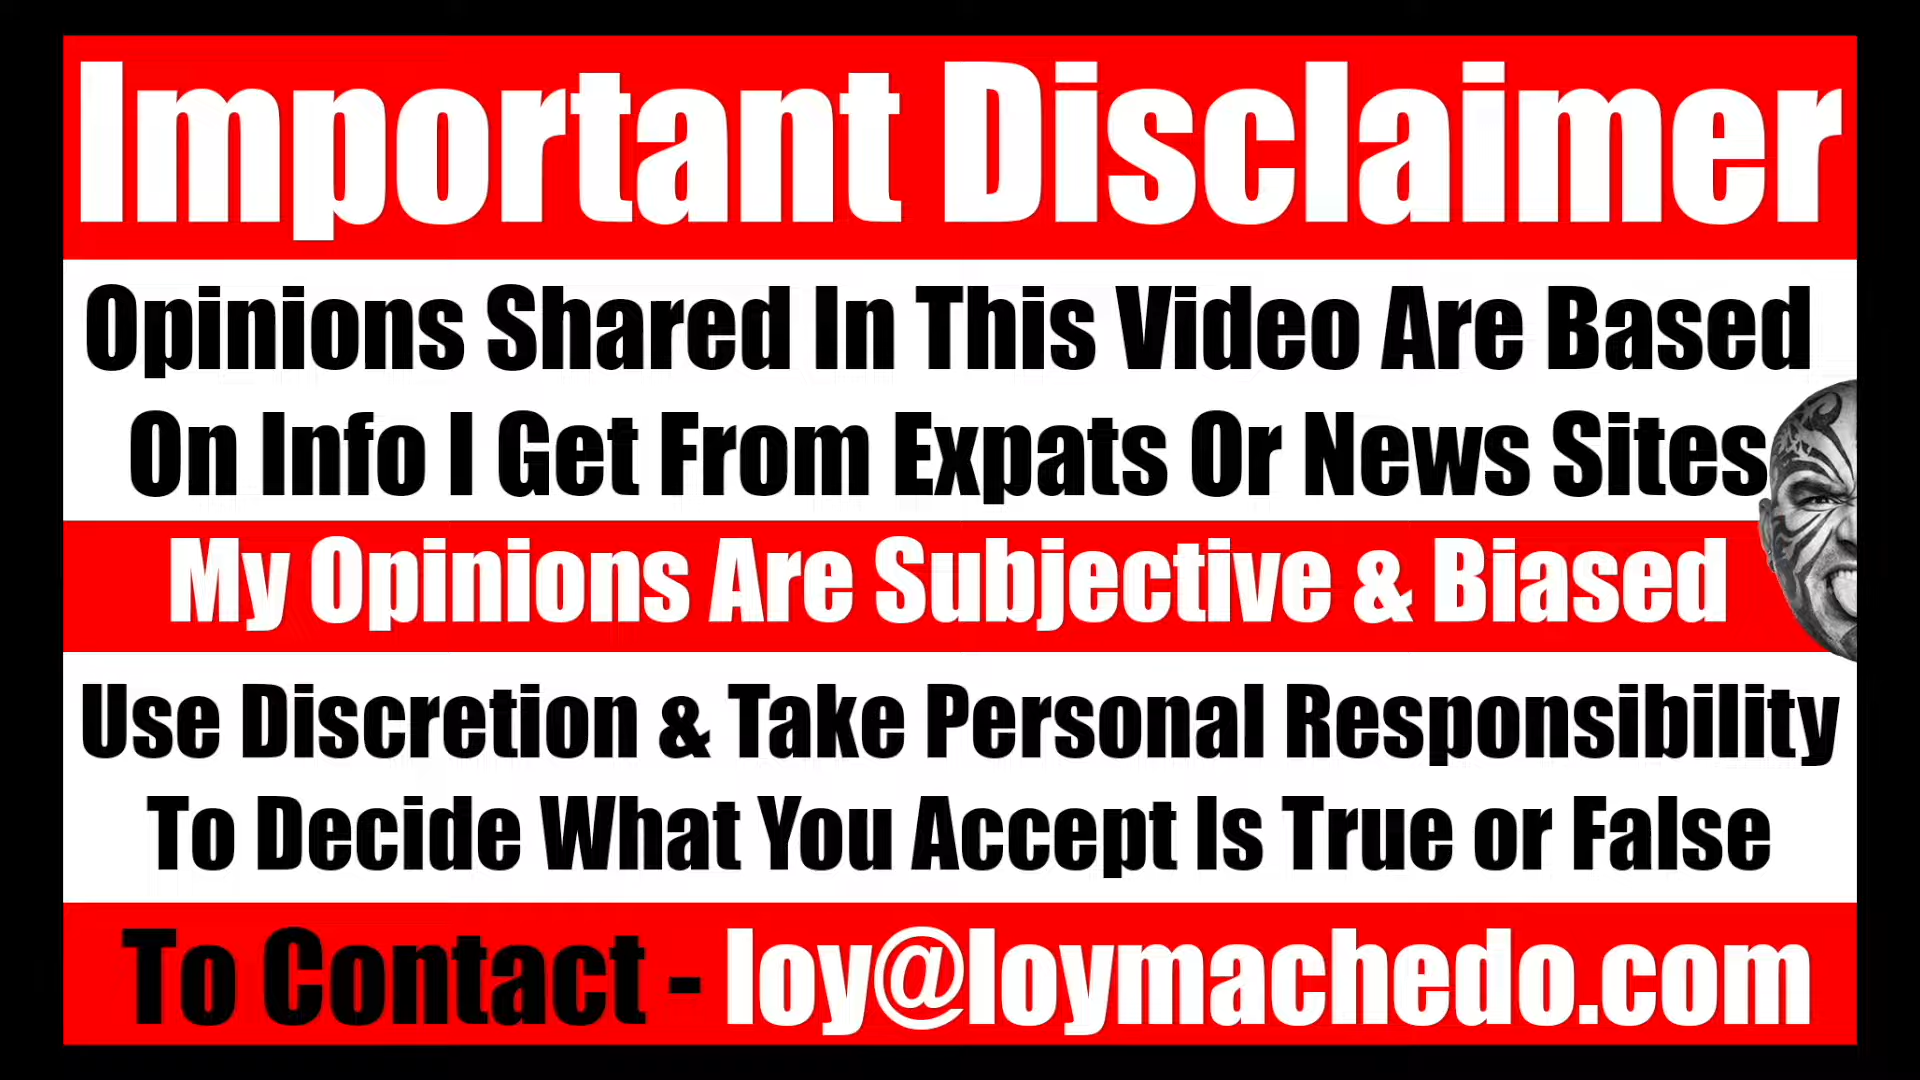 Important Disclaimer
Opinions Shared In This Video Are Based
On Info I Get From Expats Or News Sites
My Opinions Are Subjective & Biased
Use Discretion & Take Personal Responsibility
To Decide What You Accept Is True or False
To Contact - loy@loymachedo.com